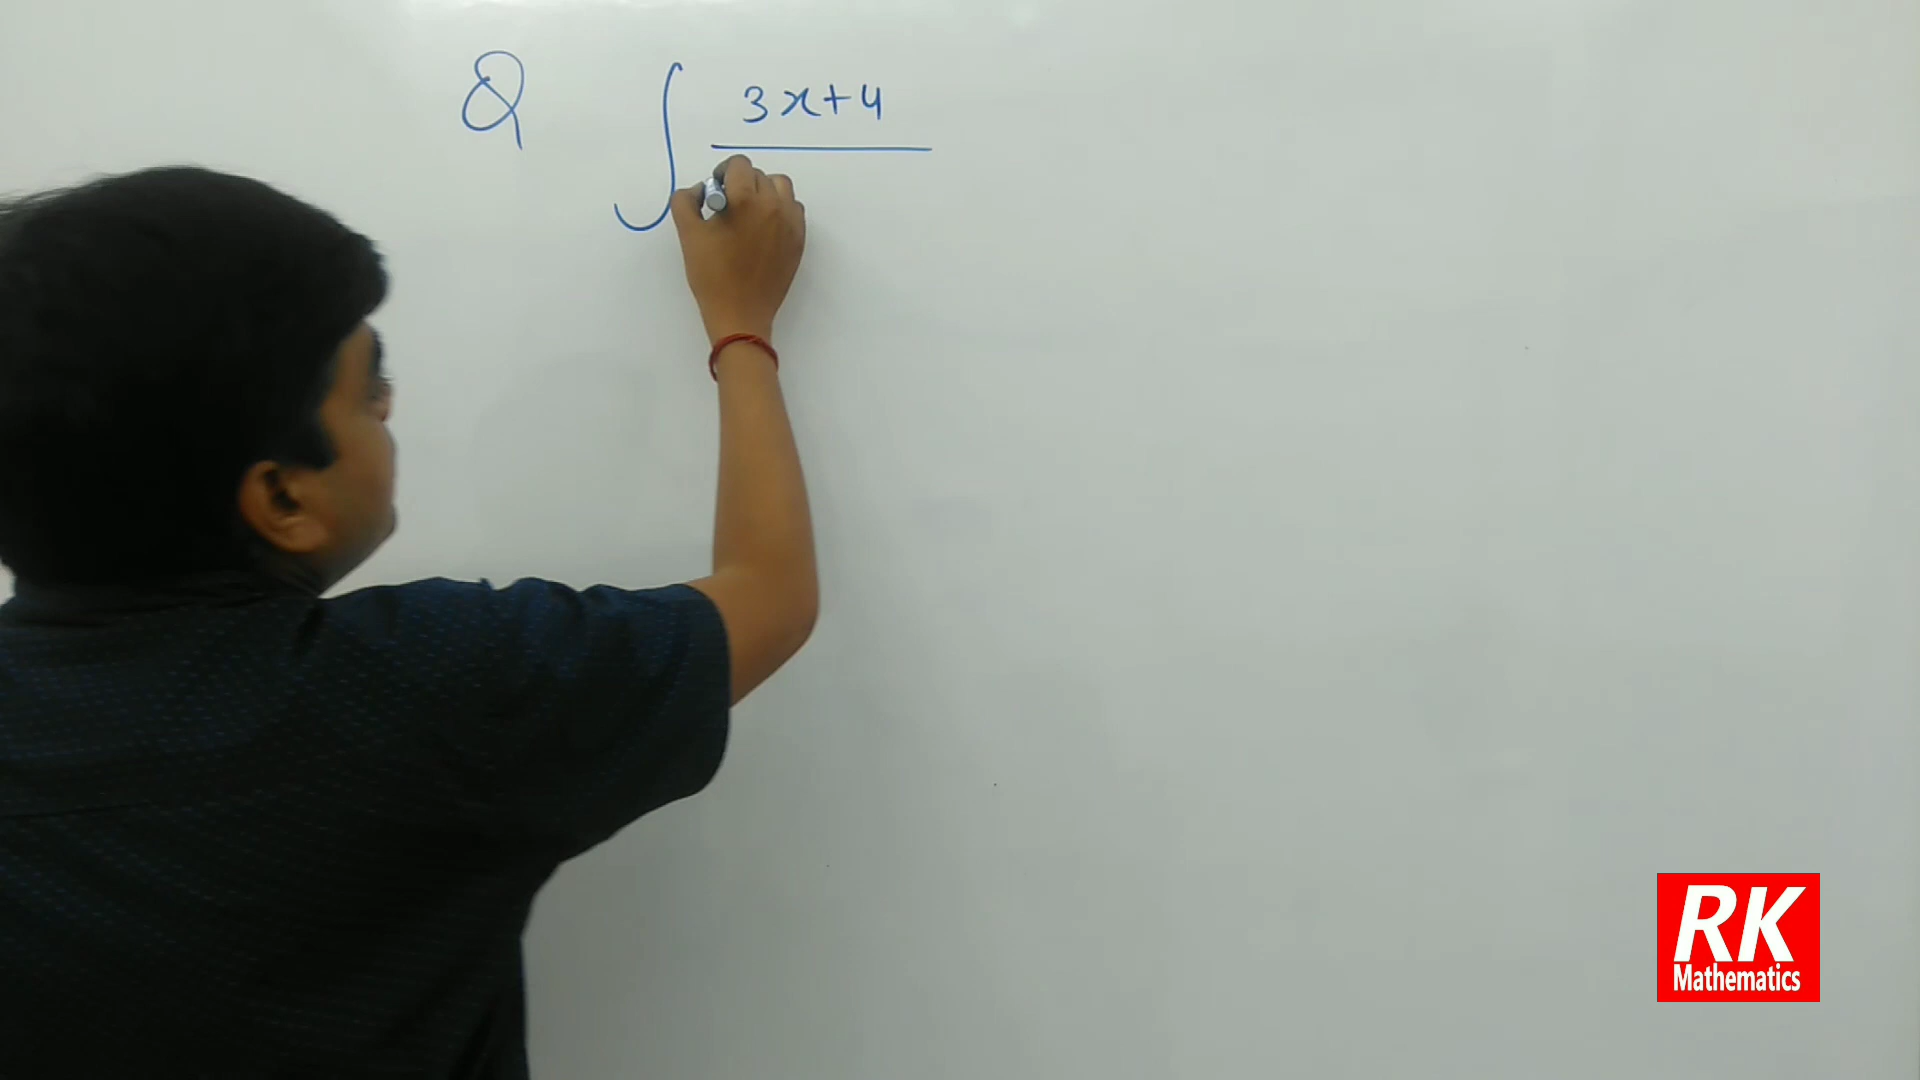 Q ∫ 3x+4
RK
Mathematics